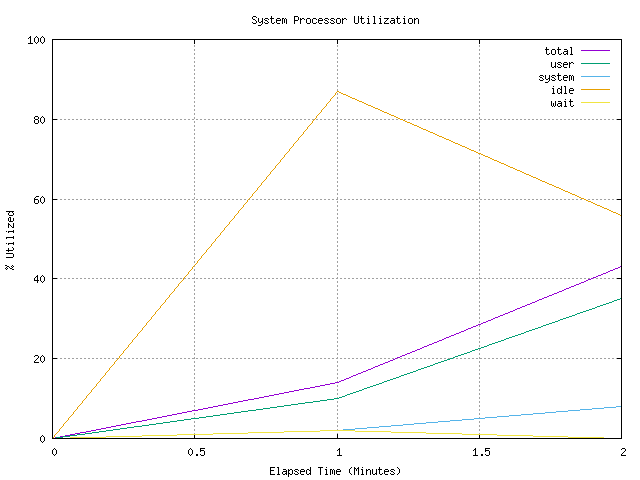 System Processor Utilization
100
80
60
40
20
0
% Utilized
total
user
system
idle
wait
0 0.5 1 1.5 2
Elapsed Time (Minutes)